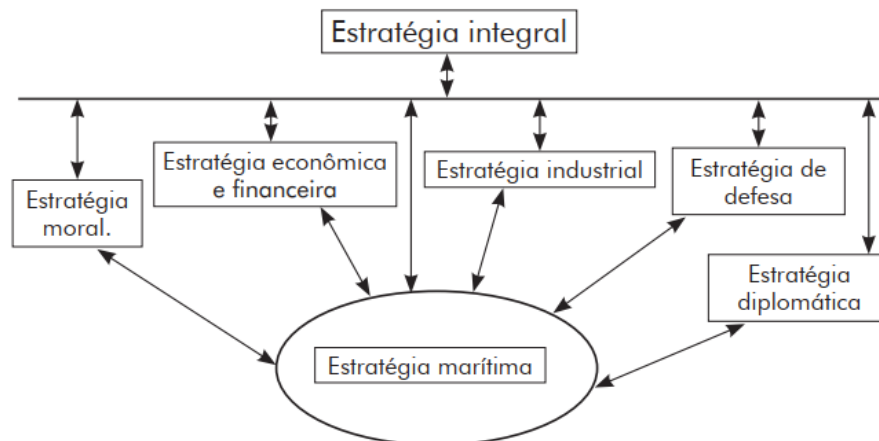 Estratégia integral
Estratégia econômica
e financeira
Estratégia industrial
Estratégia de
defesa
Estratégia
moral.
Estratégia
diplomática
Estratégia marítima